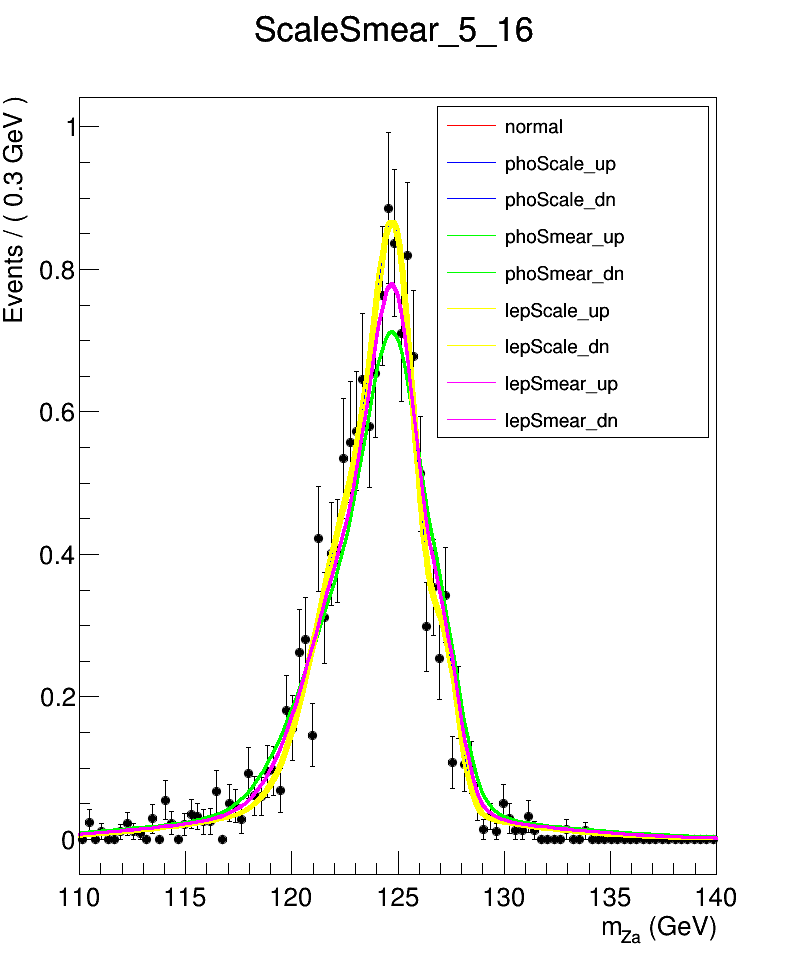 ScaleSmear_5_16
Events / ( 0.3 GeV )
1
0.8
0.6
0.4
0.2
0
normal
phoScale_up
phoScale_dn
phoSmear_up
phoSmear_dn
lepScale_up
lepScale_dn
lepSmear_up
lepSmear_dn
110 115 120 125 130 135 140
m_Za (GeV)